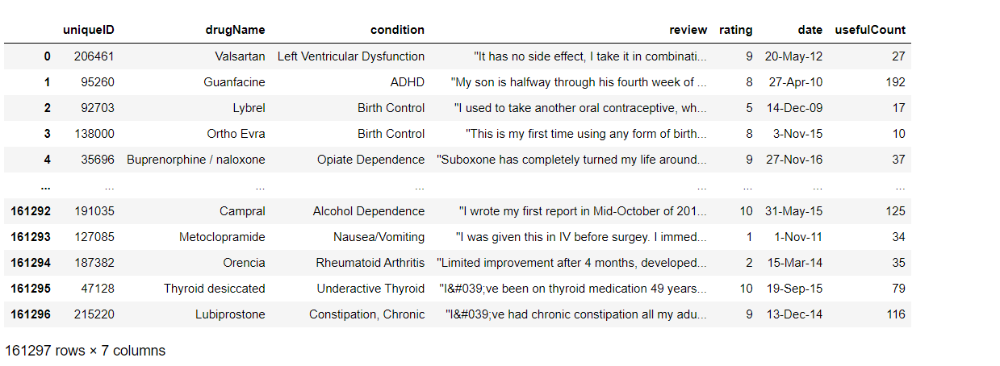 uniqueID drugName condition review rating date usefulCount
0 206461 Valsartan Left Ventricular Dysfunction "It has no side effect, I take it in combinati... 9 20-May-12 27
1 95260 Guanfacine ADHD "My son is halfway through his fourth week of ... 8 27-Apr-10 192
2 92703 Lybrel Birth Control "I used to take another oral contraceptive, wh... 5 14-Dec-09 17
3 138000 Ortho Evra Birth Control "This is my first time using any form of birth... 8 3-Nov-15 10
4 35696 Buprenorphine / naloxone Opiate Dependence "Suboxone has completely turned my life around... 9 27-Nov-16 37
... ... ... ... ... ... ... ...
161292 191035 Campral Alcohol Dependence "I wrote my first report in Mid-October of 201... 10 31-May-15 125
161293 127085 Metoclopramide Nausea/Vomiting "I was given this in IV before surgey. I immed... 1 1-Nov-11 34
161294 187382 Orencia Rheumatoid Arthritis "Limited improvement after 4 months, developed... 2 15-Mar-14 35
161295 47128 Thyroid desiccated Underactive Thyroid "I&#039;ve been on thyroid medication 49 years... 10 19-Sep-15 79
161296 215220 Lubiprostone Constipation, Chronic "I&#039;ve had chronic constipation all my adu... 9 13-Dec-14 116
161297 rows × 7 columns